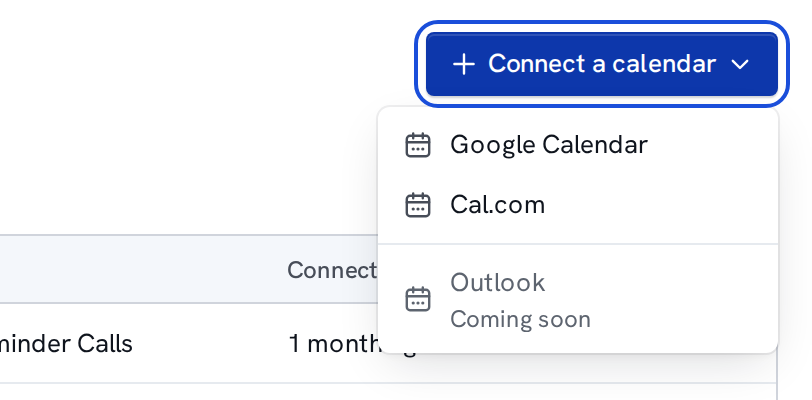 Connect a calendar
Google Calendar
Cal.com
Connect
Outlook
Coming soon
minder Calls
1 month